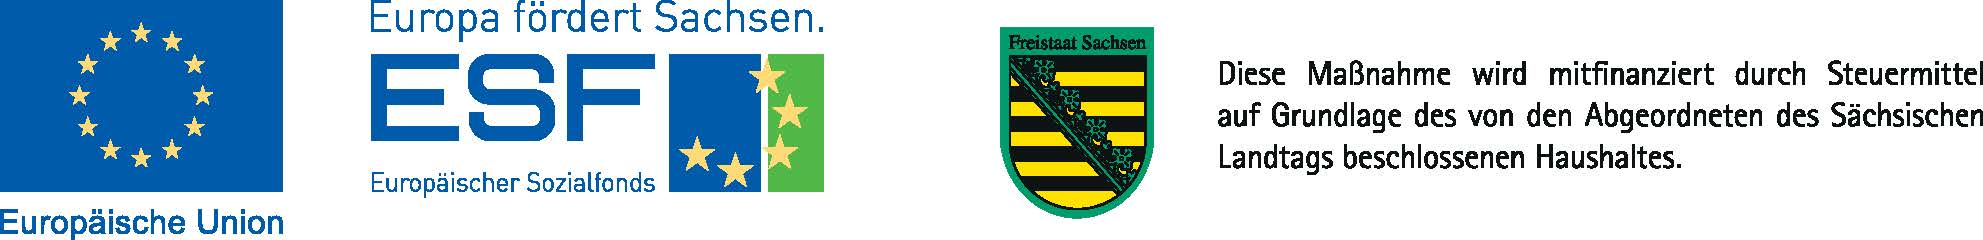 Europäische Union
Europa fördert Sachsen.
ESF
Europäischer Sozialfonds
Freistaat Sachsen
Diese Maßnahme wird mitfinanziert durch Steuermittel
auf Grundlage des von den Abgeordneten des Sächsischen
Landtags beschlossenen Haushaltes.